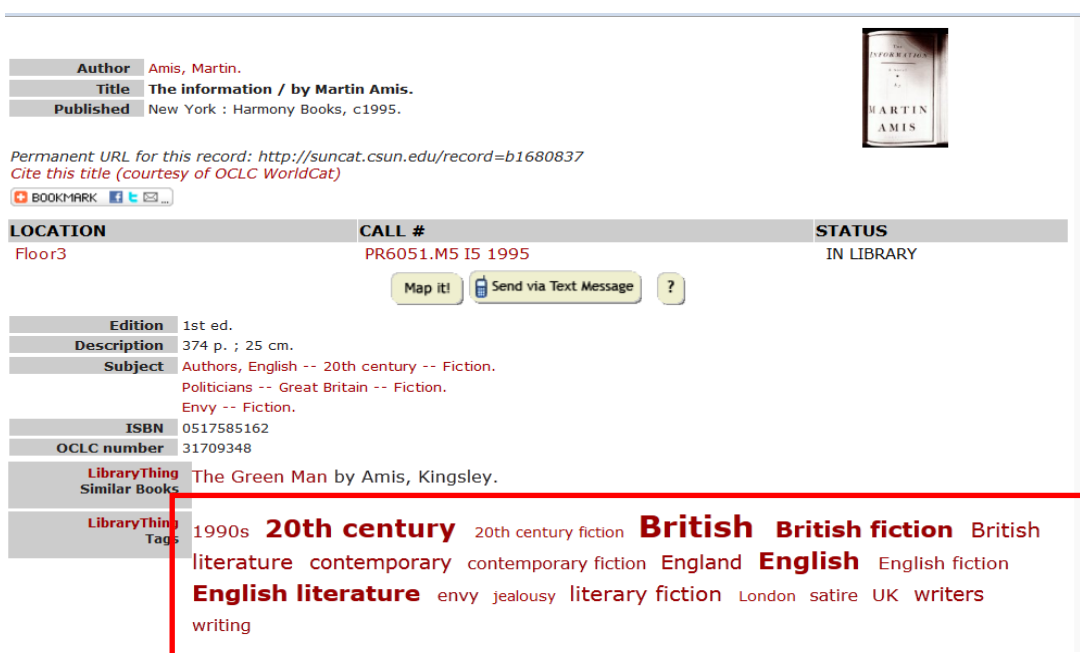 The
INFORMATION
MARTIN
AMIS
Author Amis, Martin.
Title The information / by Martin Amis.
Published New York : Harmony Books, c1995.
Permanent URL for this record: http://suncat.csun.edu/record=b1680837
Cite this title (courtesy of OCLC WorldCat)
BOOKMARK ...
LOCATION CALL # STATUS
Floor3 PR6051.M5 I5 1995 IN LIBRARY
Map it! Send via Text Message ?
Edition 1st ed.
Description 374 p. ; 25 cm.
Subject Authors, English -- 20th century -- Fiction.
Politicians -- Great Britain -- Fiction.
Envy -- Fiction.
ISBN 0517585162
OCLC number 31709348
LibraryThing
Similar Books The Green Man by Amis, Kingsley.
LibraryThing
Tags 1990s 20th century 20th century fiction British British fiction British
literature contemporary contemporary fiction England English English fiction
English literature envy jealousy literary fiction London satire UK writers
writing